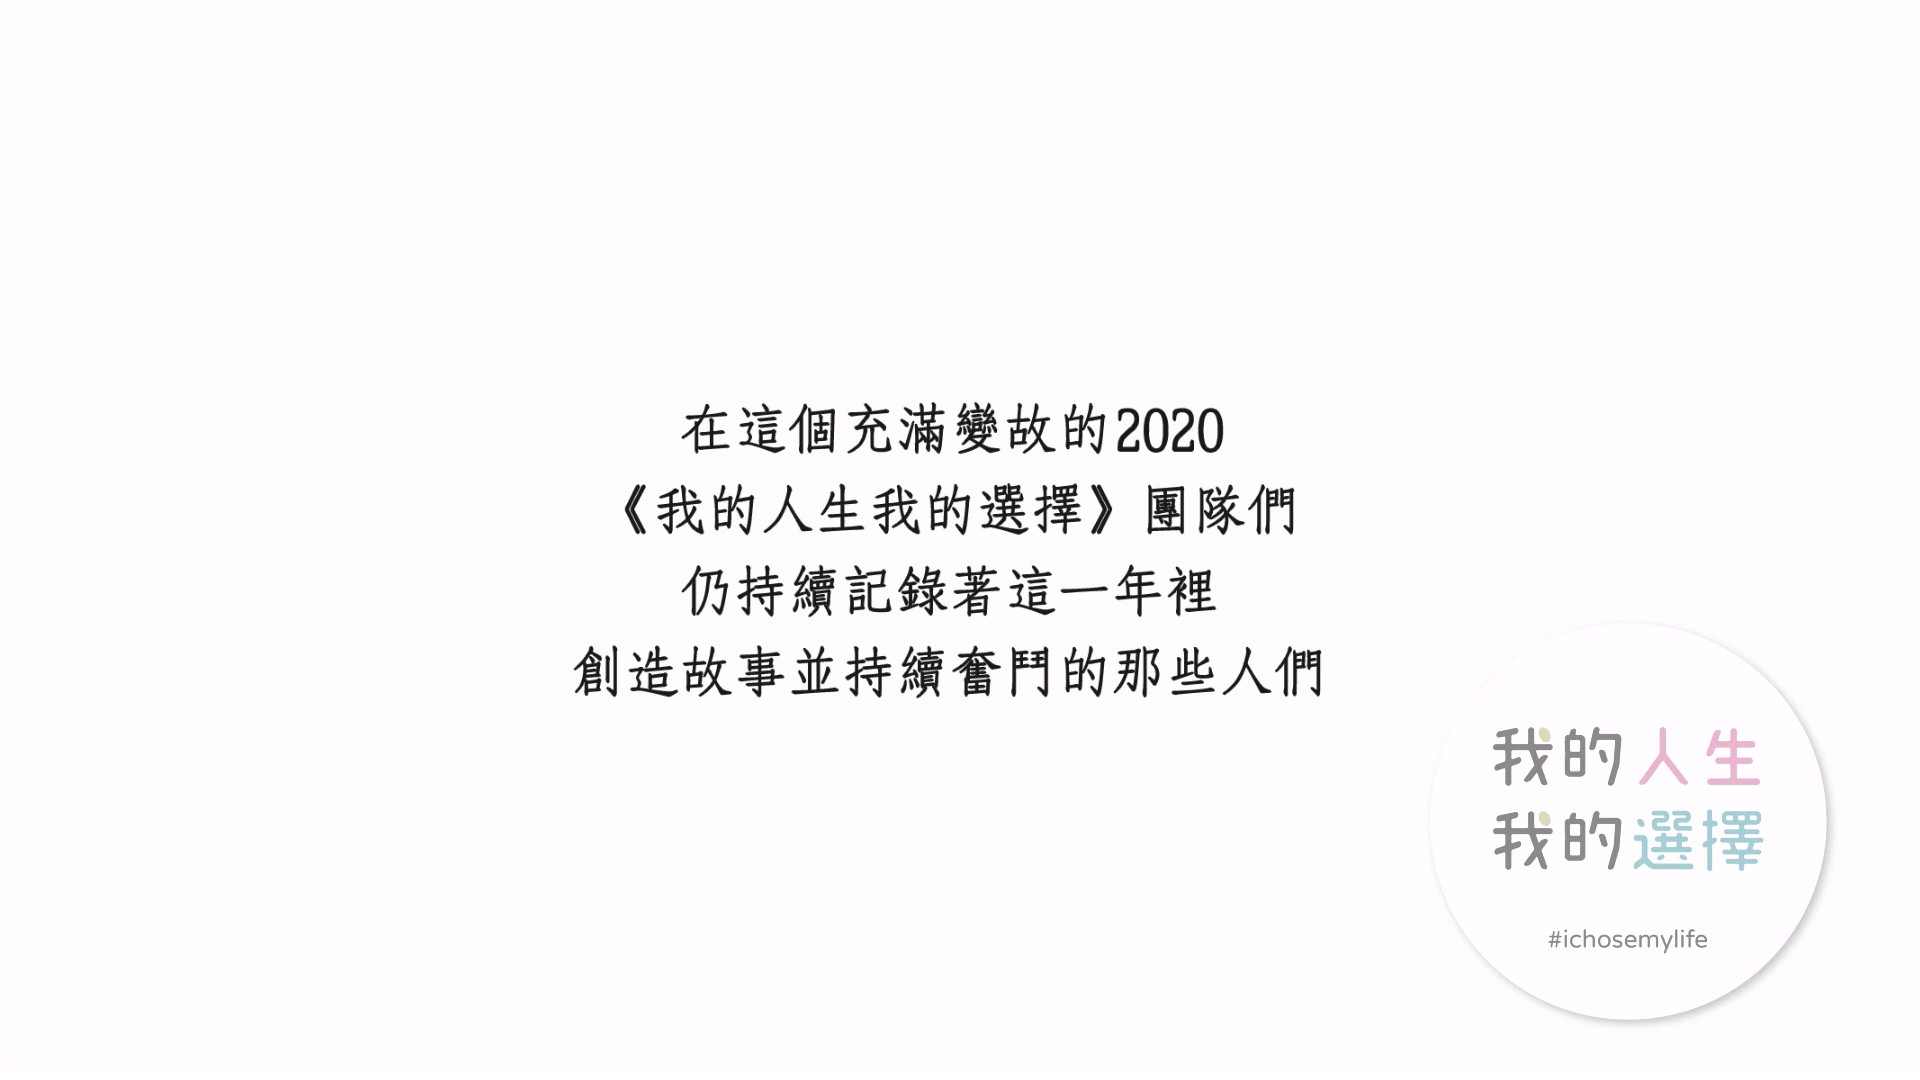 在這個充滿變故的2020
《我的人生我的選擇》團隊們
仍持續記錄著這一年裡
創造故事並持續奮鬥的那些人們
我的人生
我的選擇
#ichosemylife